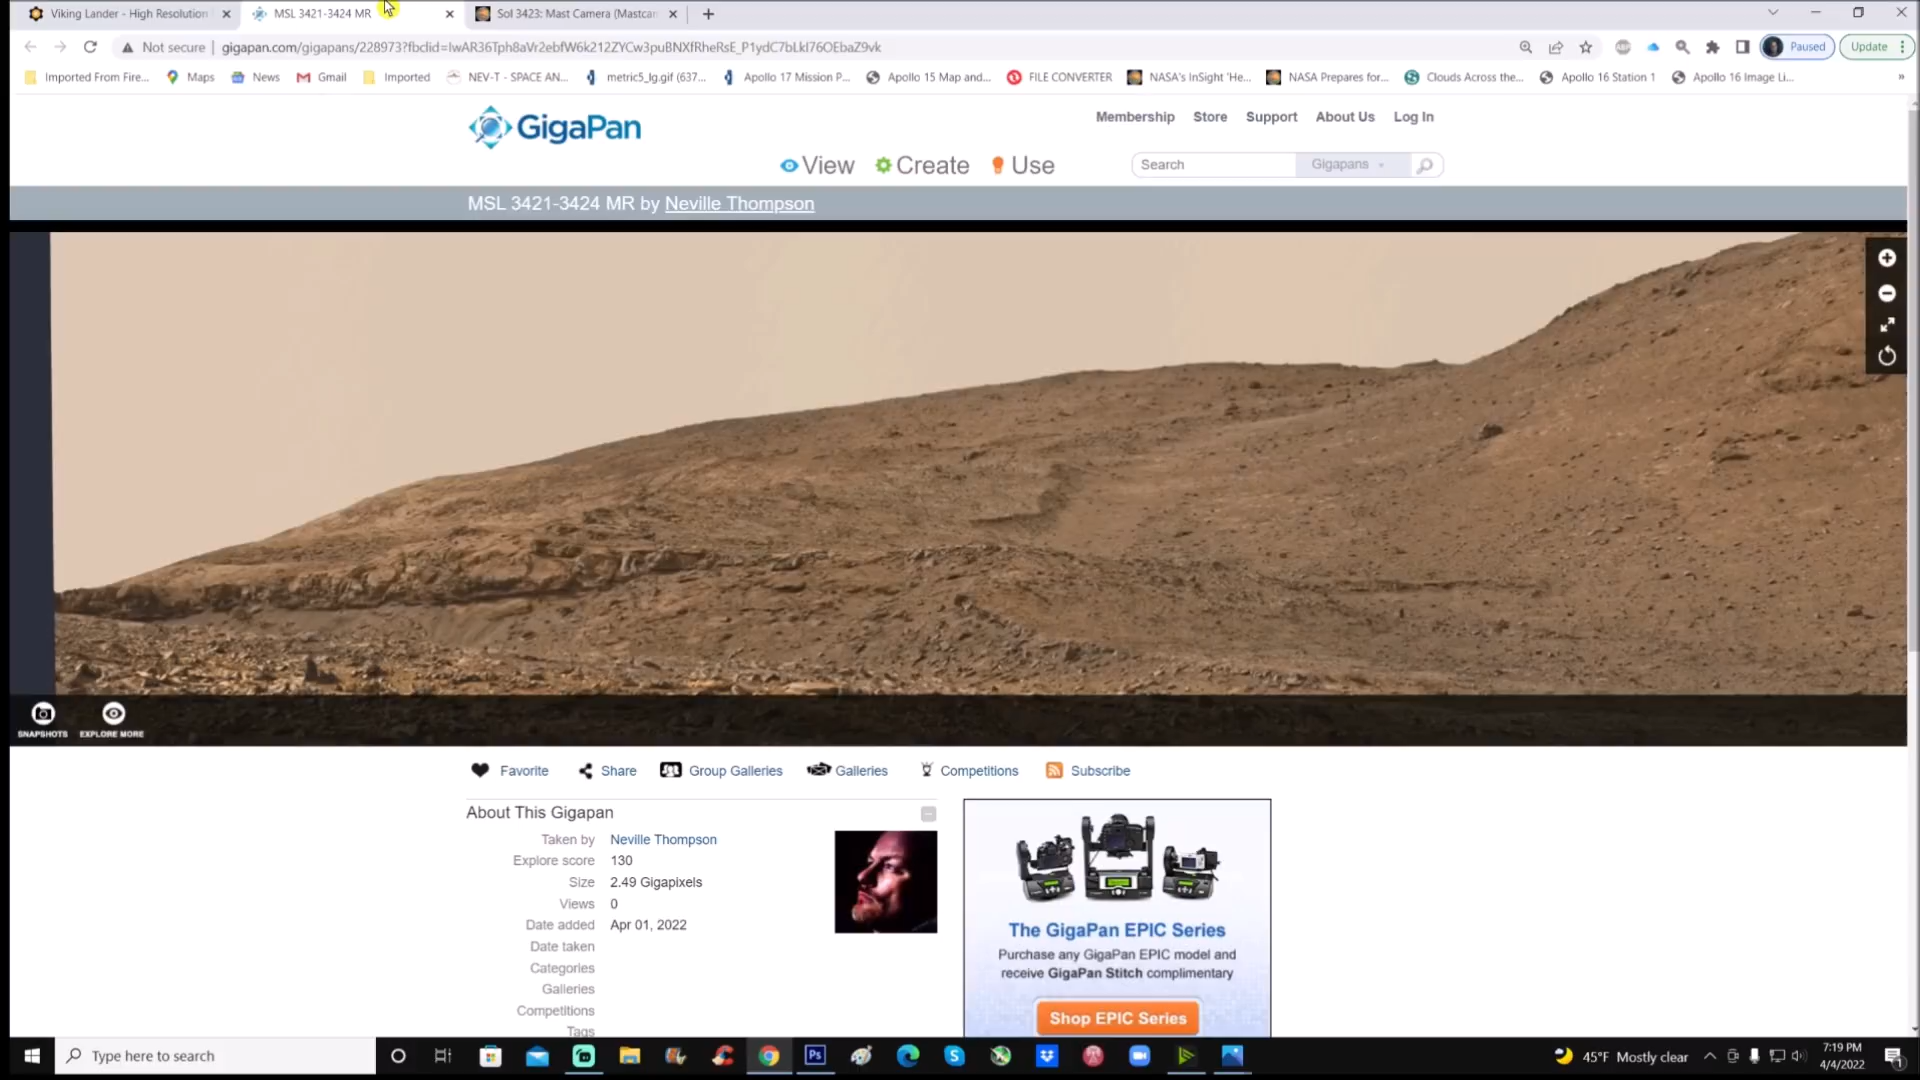 Viking Lander - High Resolution
MSL 3421-3424 MR
Sol 3423: Mast Camera (Mastcam
Not secure
gigapan.com/gigapans/228973?fbclid=IwAR36Tph8aVr2ebfW6k212ZYCw3puBNXfRheRsE_P1ydC7bLkI76OEbaZ9vk
Paused
Update
Imported From Fire...
Maps
News
Gmail
Imported
NEV-T - SPACE AN...
metric5_lg.gif (637...
Apollo 17 Mission P...
Apollo 15 Map and...
FILE CONVERTER
NASA's InSight 'He...
NASA Prepares for...
Clouds Across the...
Apollo 16 Station 1
Apollo 16 Image Li...
GigaPan
Membership
Store
Support
About Us
Log In
View
Create
Use
Search
Gigapans
MSL 3421-3424 MR by Neville Thompson
SNAPSHOTS
EXPLORE MORE
Favorite
Share
Group Galleries
Galleries
Competitions
Subscribe
About This Gigapan
Taken by Neville Thompson
Explore score 130
Size 2.49 Gigapixels
Views 0
Date added Apr 01, 2022
Date taken
Categories
Galleries
Competitions
Tags
The GigaPan EPIC Series
Purchase any GigaPan EPIC model and
receive GigaPan Stitch complimentary
Shop EPIC Series
Type here to search
Ps
45°F Mostly clear
7:19 PM
4/4/2022